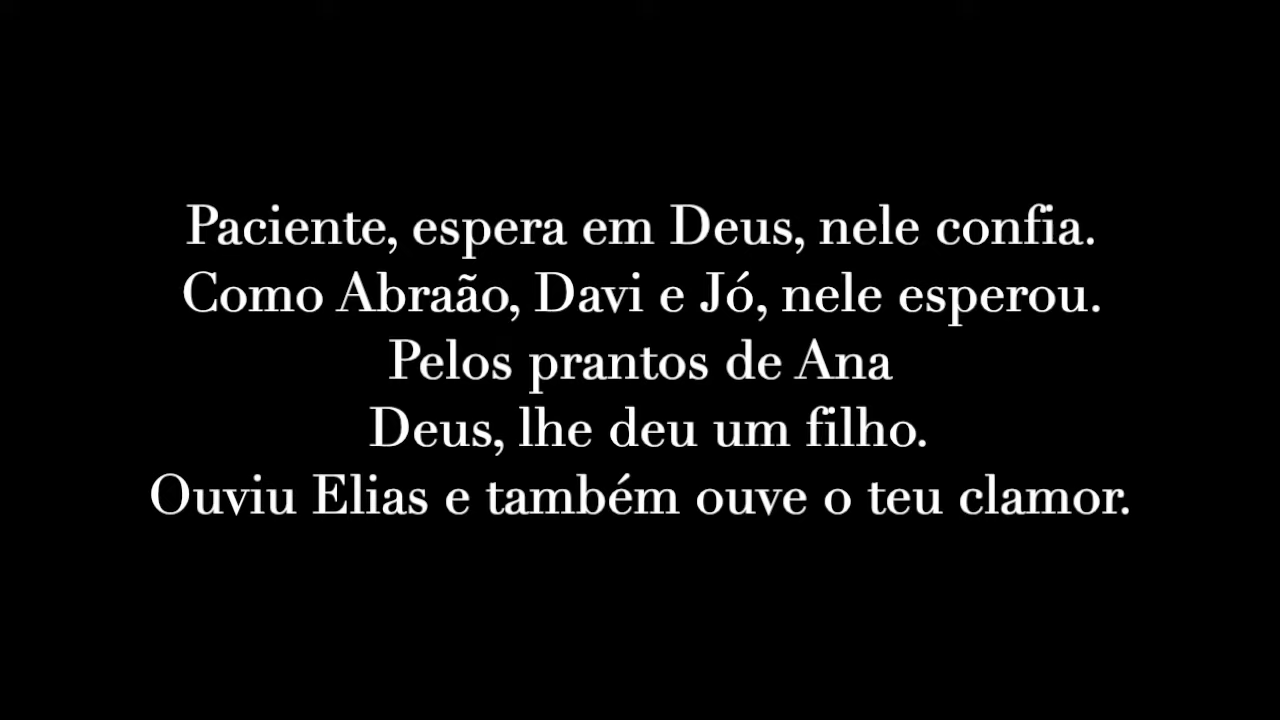 Paciente, espera em Deus, nele confia.
Como Abraão, Davi e Jó, nele esperou.
Pelos prantos de Ana
Deus, lhe deu um filho.
Ouviu Elias e também ouve o teu clamor.